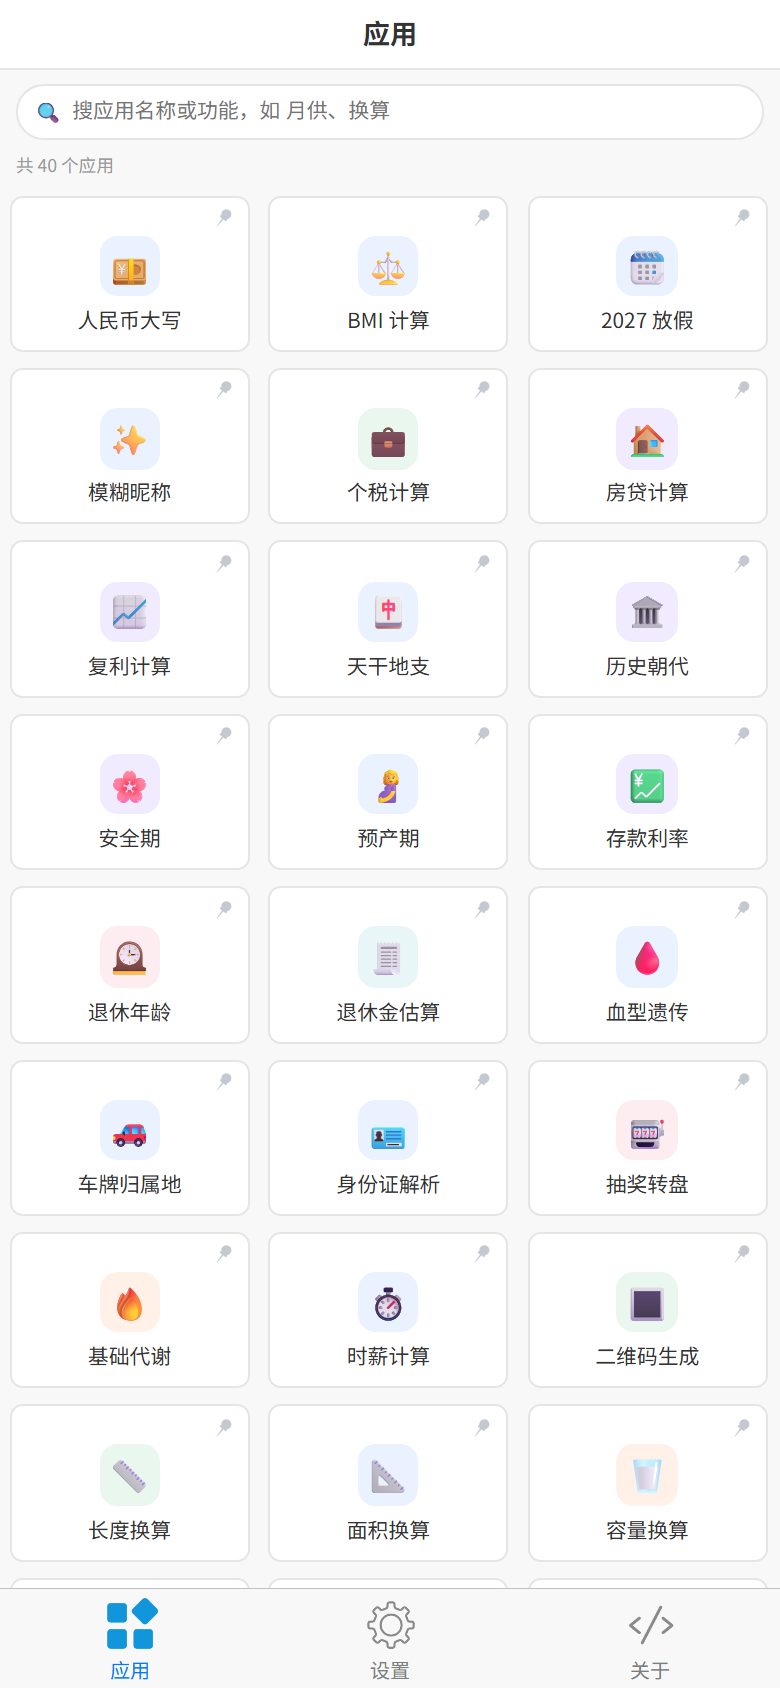 应用
搜应用名称或功能，如 月供、换算
共 40 个应用
人民币大写
BMI 计算
2027 放假
模糊昵称
个税计算
房贷计算
复利计算
天干地支
历史朝代
安全期
预产期
存款利率
退休年龄
退休金估算
血型遗传
车牌归属地
身份证解析
抽奖转盘
基础代谢
时薪计算
二维码生成
长度换算
面积换算
容量换算
应用
设置
关于